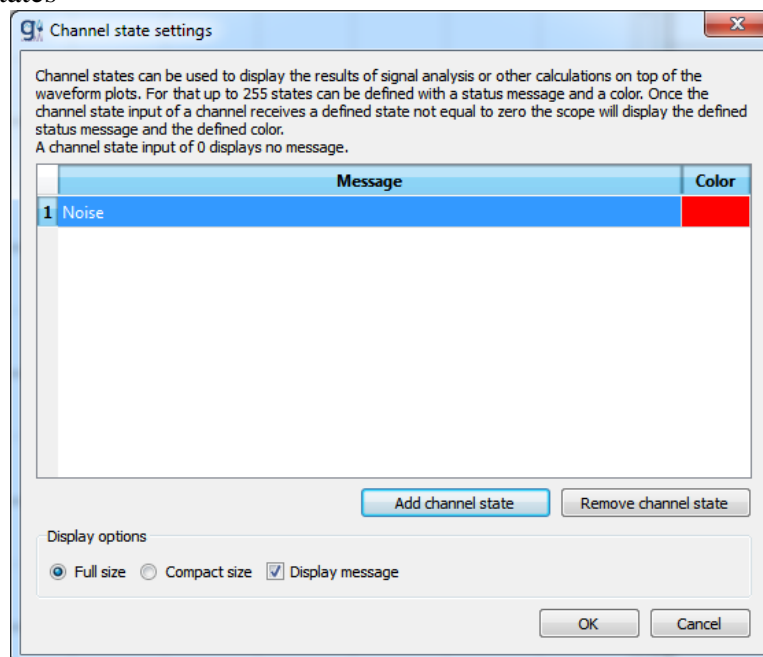 Channel state settings
Channel states can be used to display the results of signal analysis or other calculations on top of the
waveform plots. For that up to 255 states can be defined with a status message and a color. Once the
channel state input of a channel receives a defined state not equal to zero the scope will display the defined
status message and the defined color.
A channel state input of 0 displays no message.
Message Color
1 Noise
Add channel state Remove channel state
Display options
Full size Compact size Display message
OK Cancel